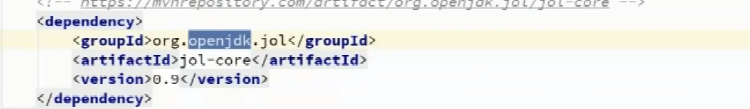 <!-- https://mvnrepository.com/artifact/org.openjdk.jol/jol-core -->
<dependency>
<groupId>org.openjdk.jol</groupId>
<artifactId>jol-core</artifactId>
<version>0.9</version>
</dependency>